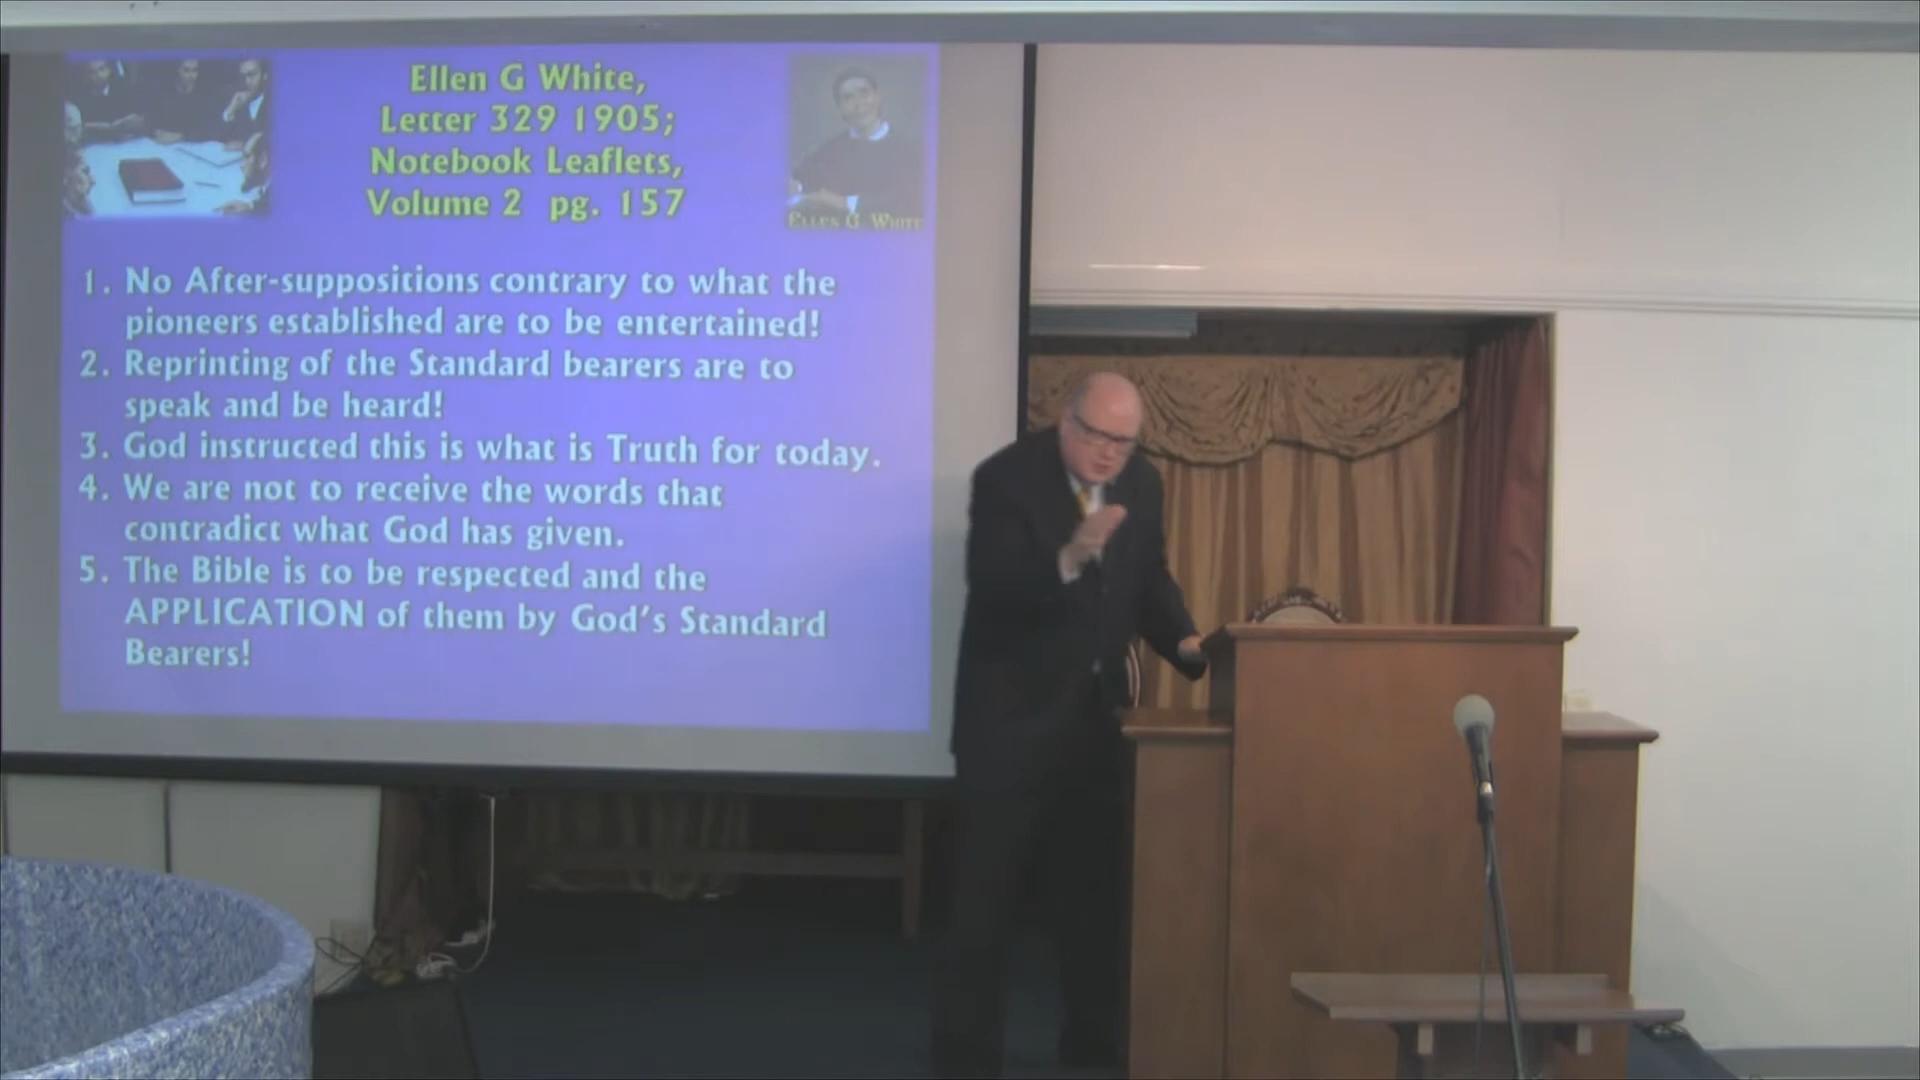 Ellen G White,
Letter 329 1905;
Notebook Leaflets,
Volume 2 pg. 157
ELLEN G. WHITE
1. No After-suppositions contrary to what the
pioneers established are to be entertained!
2. Reprinting of the Standard bearers are to
speak and be heard!
3. God instructed this is what is Truth for today.
4. We are not to receive the words that
contradict what God has given.
5. The Bible is to be respected and the
APPLICATION of them by God's Standard
Bearers!